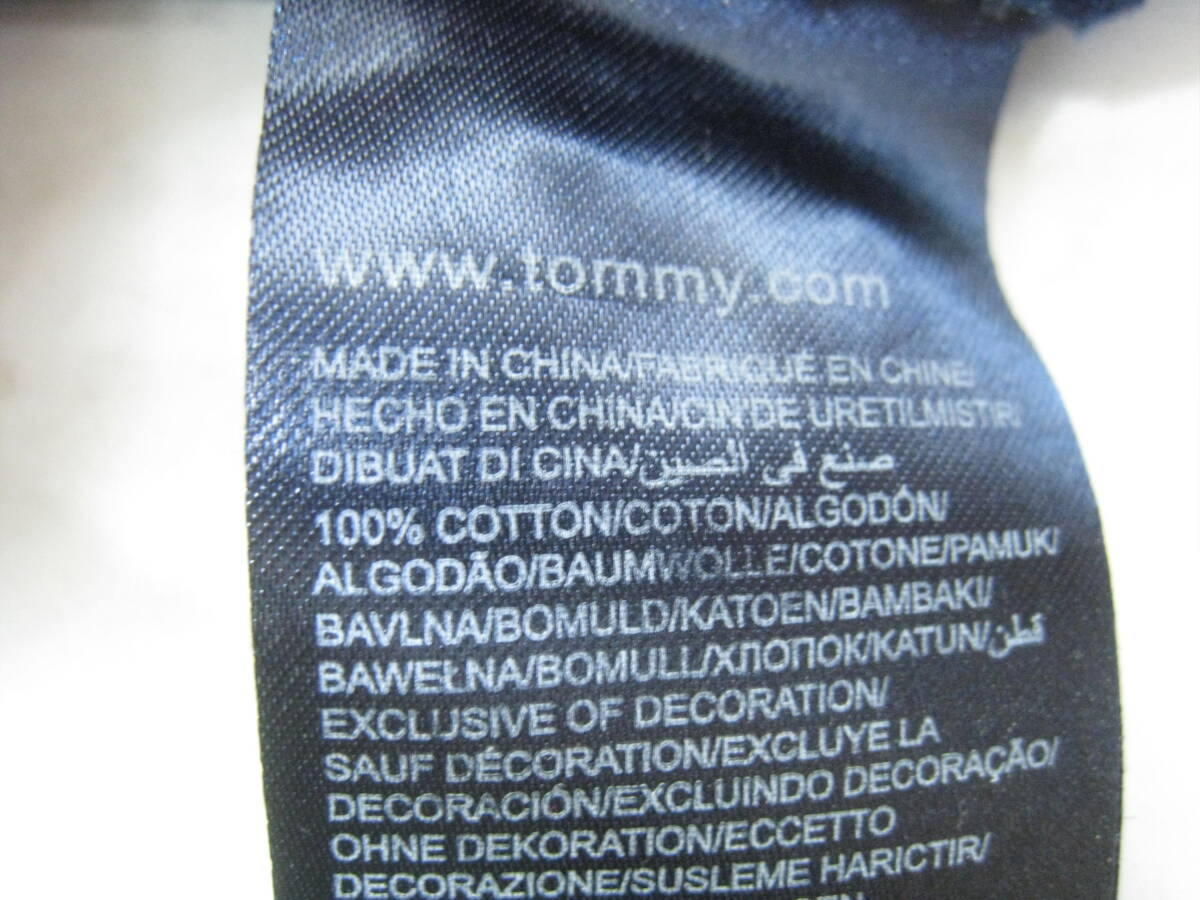 www.tommy.com
MADE IN CHINA/FABRIQUÉ EN CHINE
HECHO EN CHINA/CIN'DE URETILMISTIR/
DIBUAT DI CINA/صنع في الصين
100% COTTON/COTON/ALGODÓN/
ALGODÃO/BAUMWOLLE/COTONE/PAMUK/
BAVLNA/BOMULD/KATOEN/BAMBAKI/
BAWEŁNA/BOMULL/ХЛОПОК/KATUN/قطن
EXCLUSIVE OF DECORATION/
SAUF DÉCORATION/EXCLUYE LA
DECORACIÓN/EXCLUINDO DECORAÇÃO/
OHNE DEKORATION/ECCETTO
DECORAZIONE/SUSLEME HARICTIR/